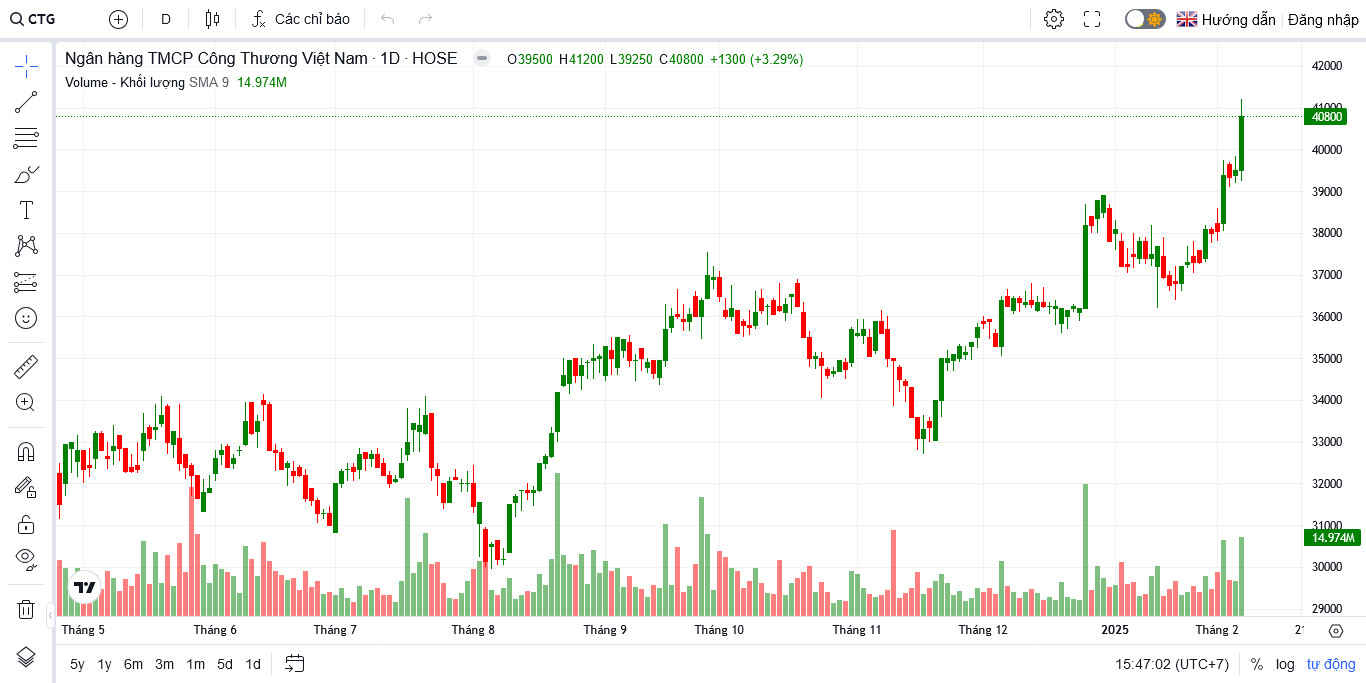 CTG D Các chỉ báo Hướng dẫn Đăng nhập
Ngân hàng TMCP Công Thương Việt Nam · 1D · HOSE O39500 H41200 L39250 C40800 +1300 (+3.29%)
Volume - Khối lượng SMA 9 14.974M
42000
41000
40800
40000
39000
38000
37000
36000
35000
34000
33000
32000
31000
14.974M
30000
29000
Tháng 5 Tháng 6 Tháng 7 Tháng 8 Tháng 9 Tháng 10 Tháng 11 Tháng 12 2025 Tháng 2
5y 1y 6m 3m 1m 5d 1d 15:47:02 (UTC+7) % log tự động